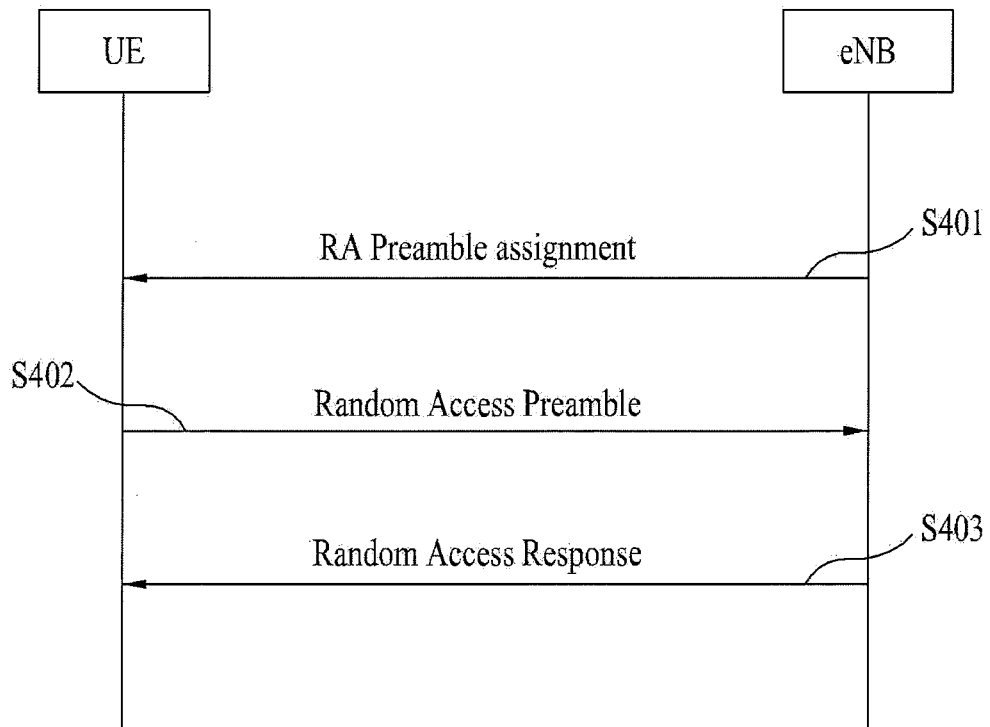 UE
eNB
S401
RA Preamble assignment
S402
Random Access Preamble
S403
Random Access Response